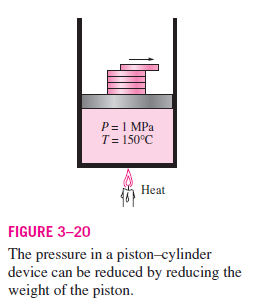 P = 1 MPa
T = 150°C
Heat
FIGURE 3–20
The pressure in a piston–cylinder
device can be reduced by reducing the
weight of the piston.